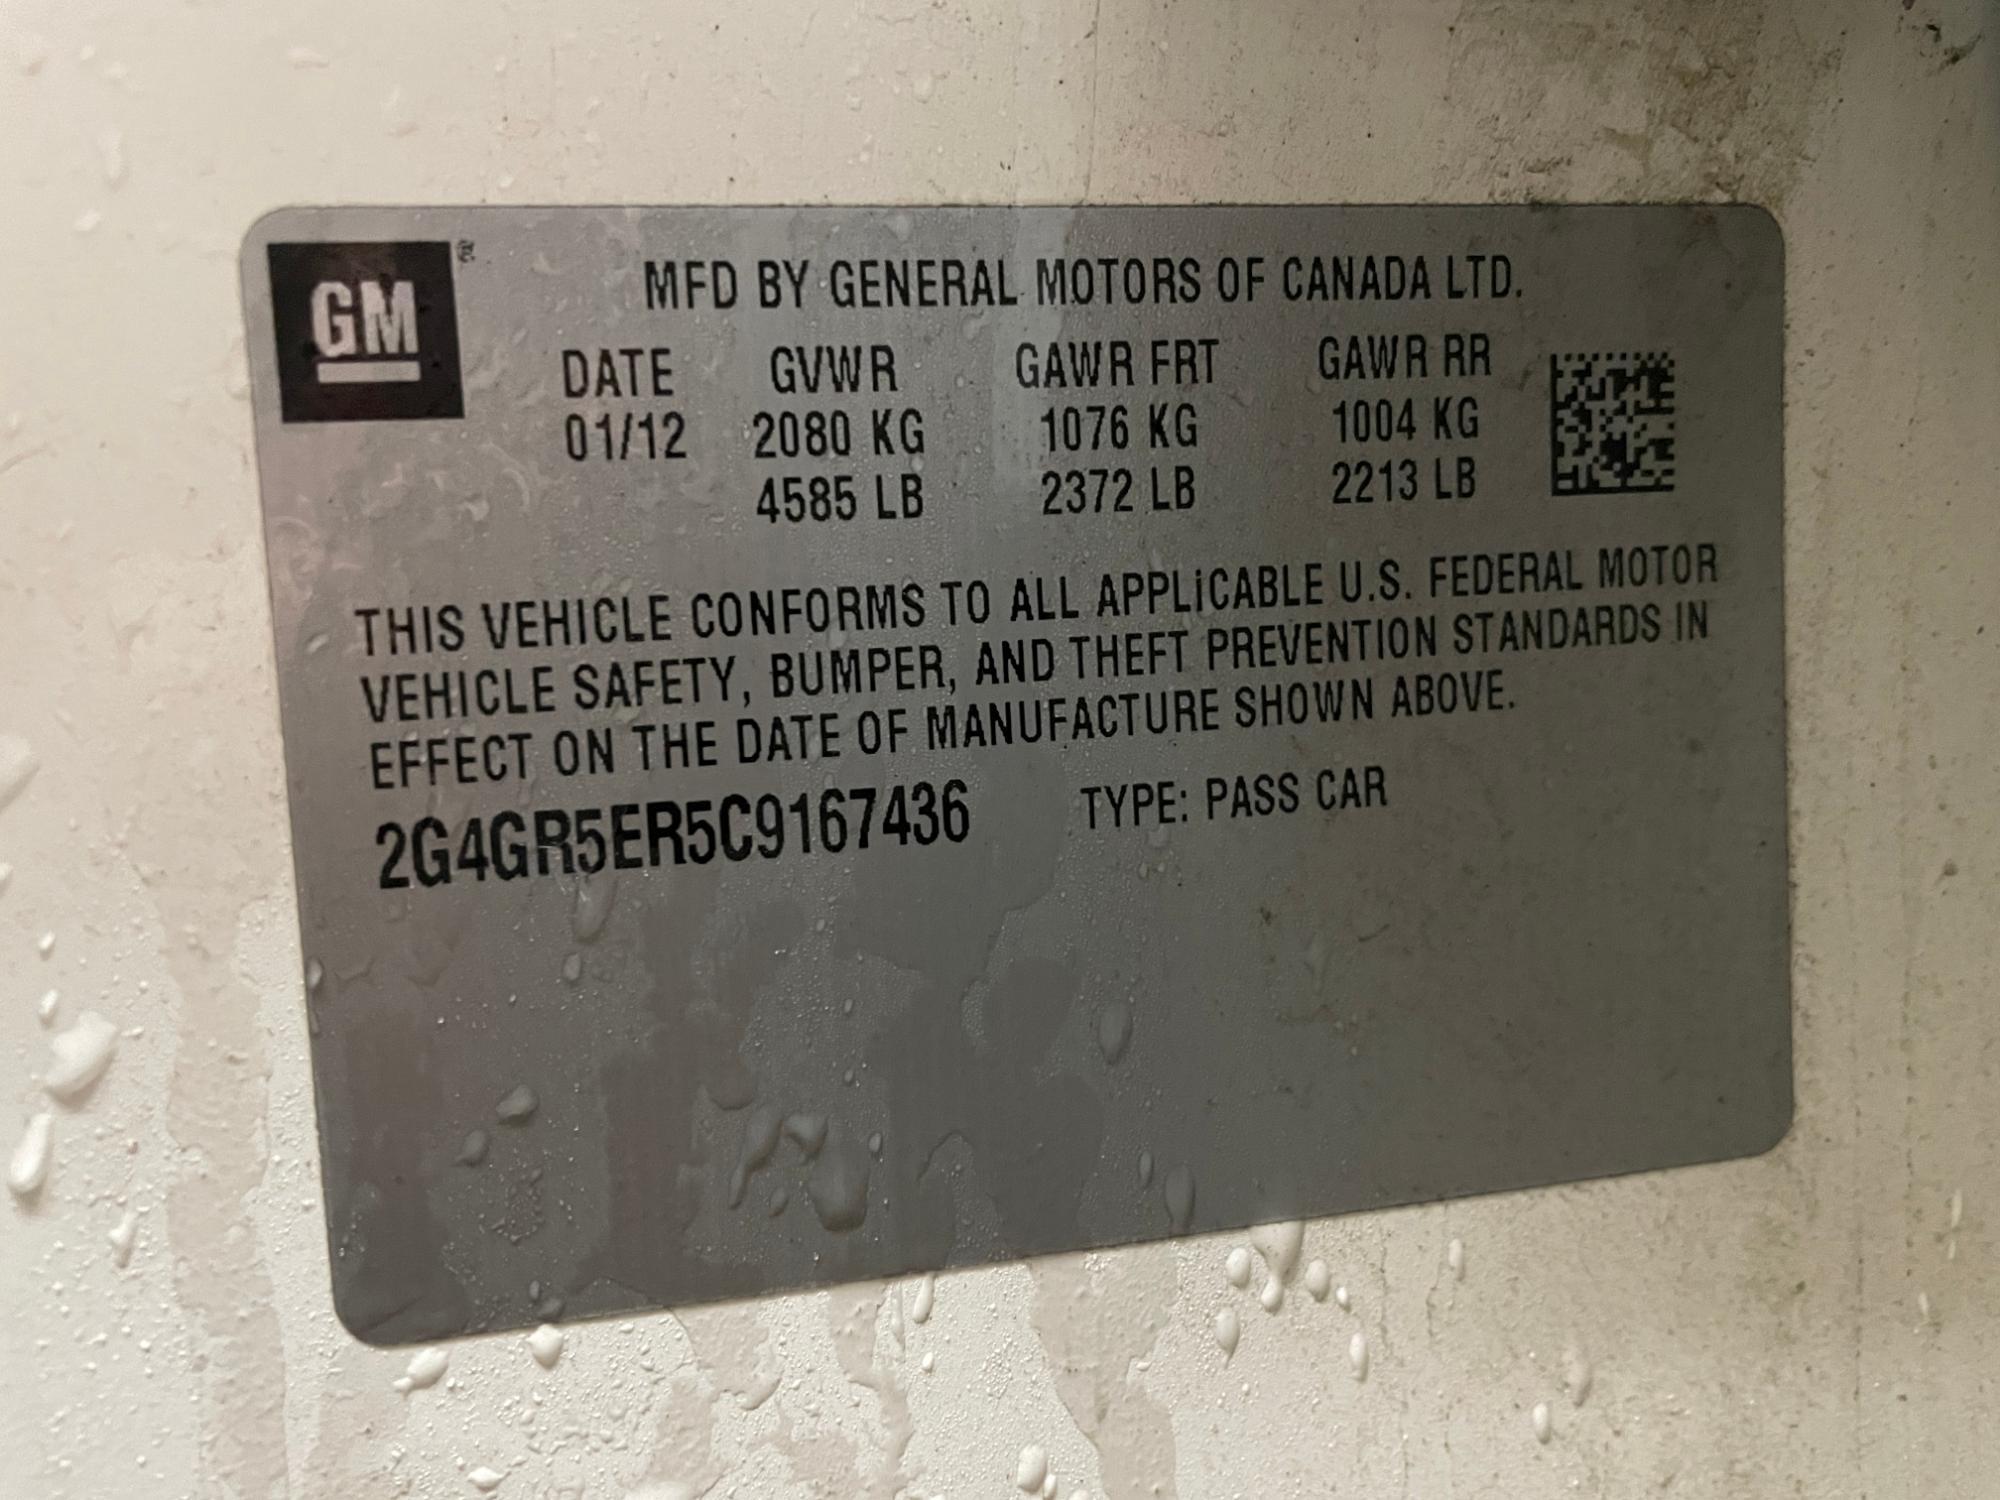 GM ®
MFD BY GENERAL MOTORS OF CANADA LTD.
DATE GVWR GAWR FRT GAWR RR
01/12 2080 KG 1076 KG 1004 KG
4585 LB 2372 LB 2213 LB
THIS VEHICLE CONFORMS TO ALL APPLiCABLE U.S. FEDERAL MOTOR
VEHICLE SAFETY, BUMPER, AND THEFT PREVENTION STANDARDS IN
EFFECT ON THE DATE OF MANUFACTURE SHOWN ABOVE.
2G4GR5ER5C9167436 TYPE: PASS CAR